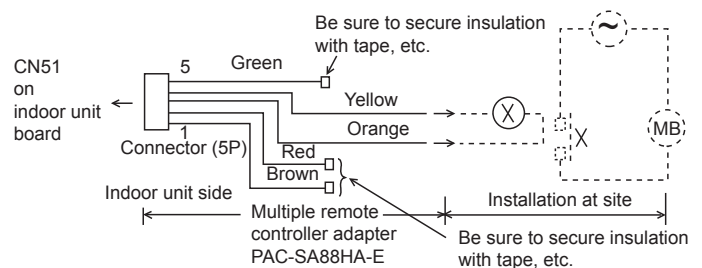 Be sure to secure insulation
with tape, etc.
CN51
on
indoor unit
board
5
Green
Yellow
Orange
1
Connector (5P)
Red
Brown
X
X
~
MB
Indoor unit side
Installation at site
Multiple remote
controller adapter
PAC-SA88HA-E
Be sure to secure insulation
with tape, etc.